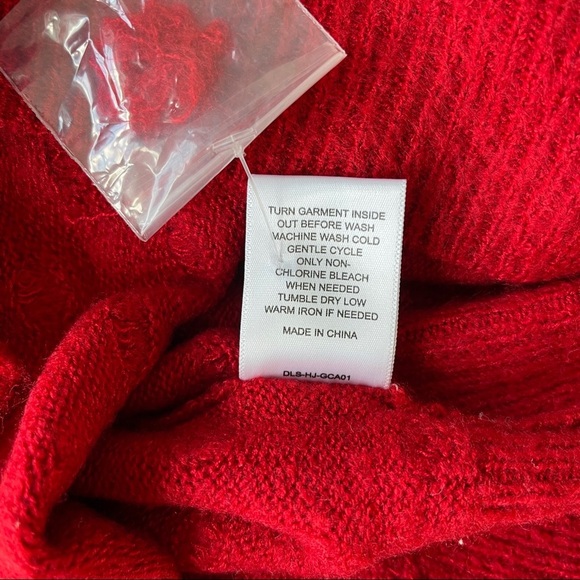 TURN GARMENT INSIDE
OUT BEFORE WASH
MACHINE WASH COLD
GENTLE CYCLE
ONLY NON-
CHLORINE BLEACH
WHEN NEEDED
TUMBLE DRY LOW
WARM IRON IF NEEDED
MADE IN CHINA
DLS-HJ-GCA01